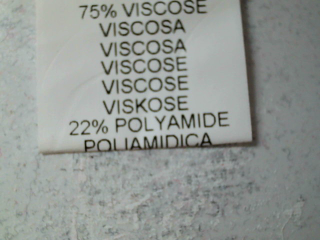 75% VISCOSE
VISCOSA
VISCOSA
VISCOSE
VISCOSE
VISKOSE
22% POLYAMIDE
POLIAMIDICA